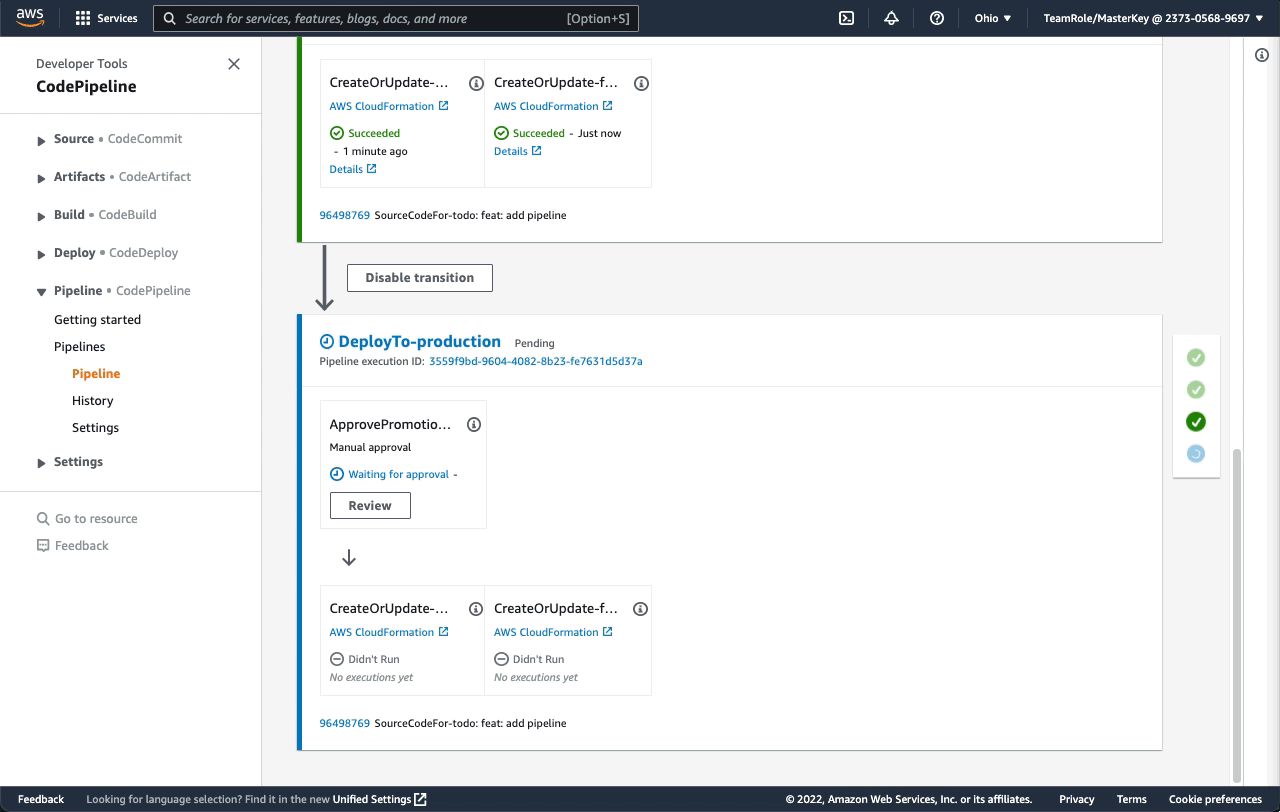 aws
Services
Search for services, features, blogs, docs, and more
[Option+S]
Ohio ▼
TeamRole/MasterKey @ 2373-0568-9697 ▼
Developer Tools
CodePipeline
Source • CodeCommit
Artifacts • CodeArtifact
Build • CodeBuild
Deploy • CodeDeploy
Pipeline • CodePipeline
Getting started
Pipelines
Pipeline
History
Settings
Settings
Go to resource
Feedback
CreateOrUpdate-...
AWS CloudFormation
Succeeded
- 1 minute ago
Details
CreateOrUpdate-f...
AWS CloudFormation
Succeeded - Just now
Details
96498769 SourceCodeFor-todo: feat: add pipeline
Disable transition
DeployTo-production Pending
Pipeline execution ID: 3559f9bd-9604-4082-8b23-fe7631d5d37a
ApprovePromotio...
Manual approval
Waiting for approval -
Review
CreateOrUpdate-...
AWS CloudFormation
Didn't Run
No executions yet
CreateOrUpdate-f...
AWS CloudFormation
Didn't Run
No executions yet
96498769 SourceCodeFor-todo: feat: add pipeline
Feedback
Looking for language selection? Find it in the new Unified Settings
© 2022, Amazon Web Services, Inc. or its affiliates.
Privacy
Terms
Cookie preferences